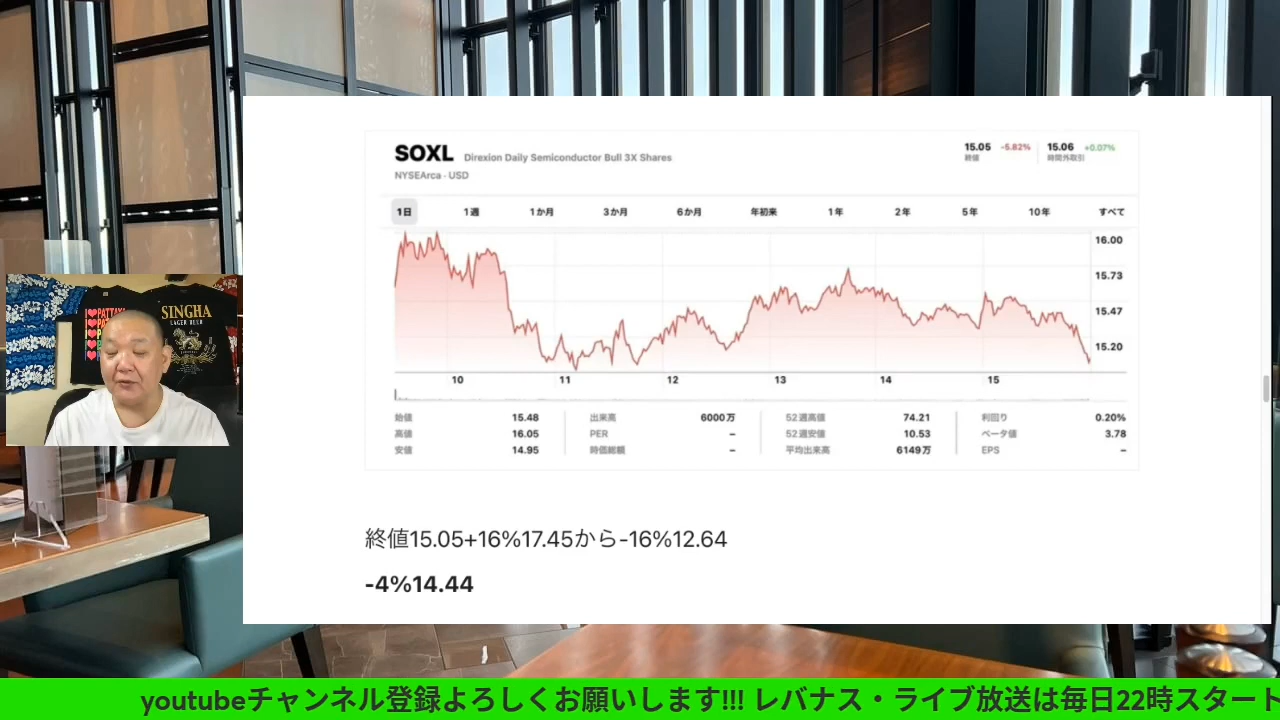 SOXL Direxion Daily Semiconductor Bull 3X Shares
NYSEArca · USD
15.05 -5.82% 15.06 +0.07%
終値 時間外取引
1日 1週 1か月 3か月 6か月 年初来 1年 2年 5年 10年 すべて
16.00
15.73
15.47
15.20
10 11 12 13 14 15
始値 15.48 出来高 6000万 52週高値 74.21 利回り 0.20%
高値 16.05 PER – 52週安値 10.53 ベータ値 3.78
安値 14.95 時価総額 – 平均出来高 6149万 EPS –
終値15.05+16%17.45から-16%12.64
-4%14.44
SINGHA
LAGER BEER
youtubeチャンネル登録よろしくお願いします!!! レバナス・ライブ放送は毎日22時スタート